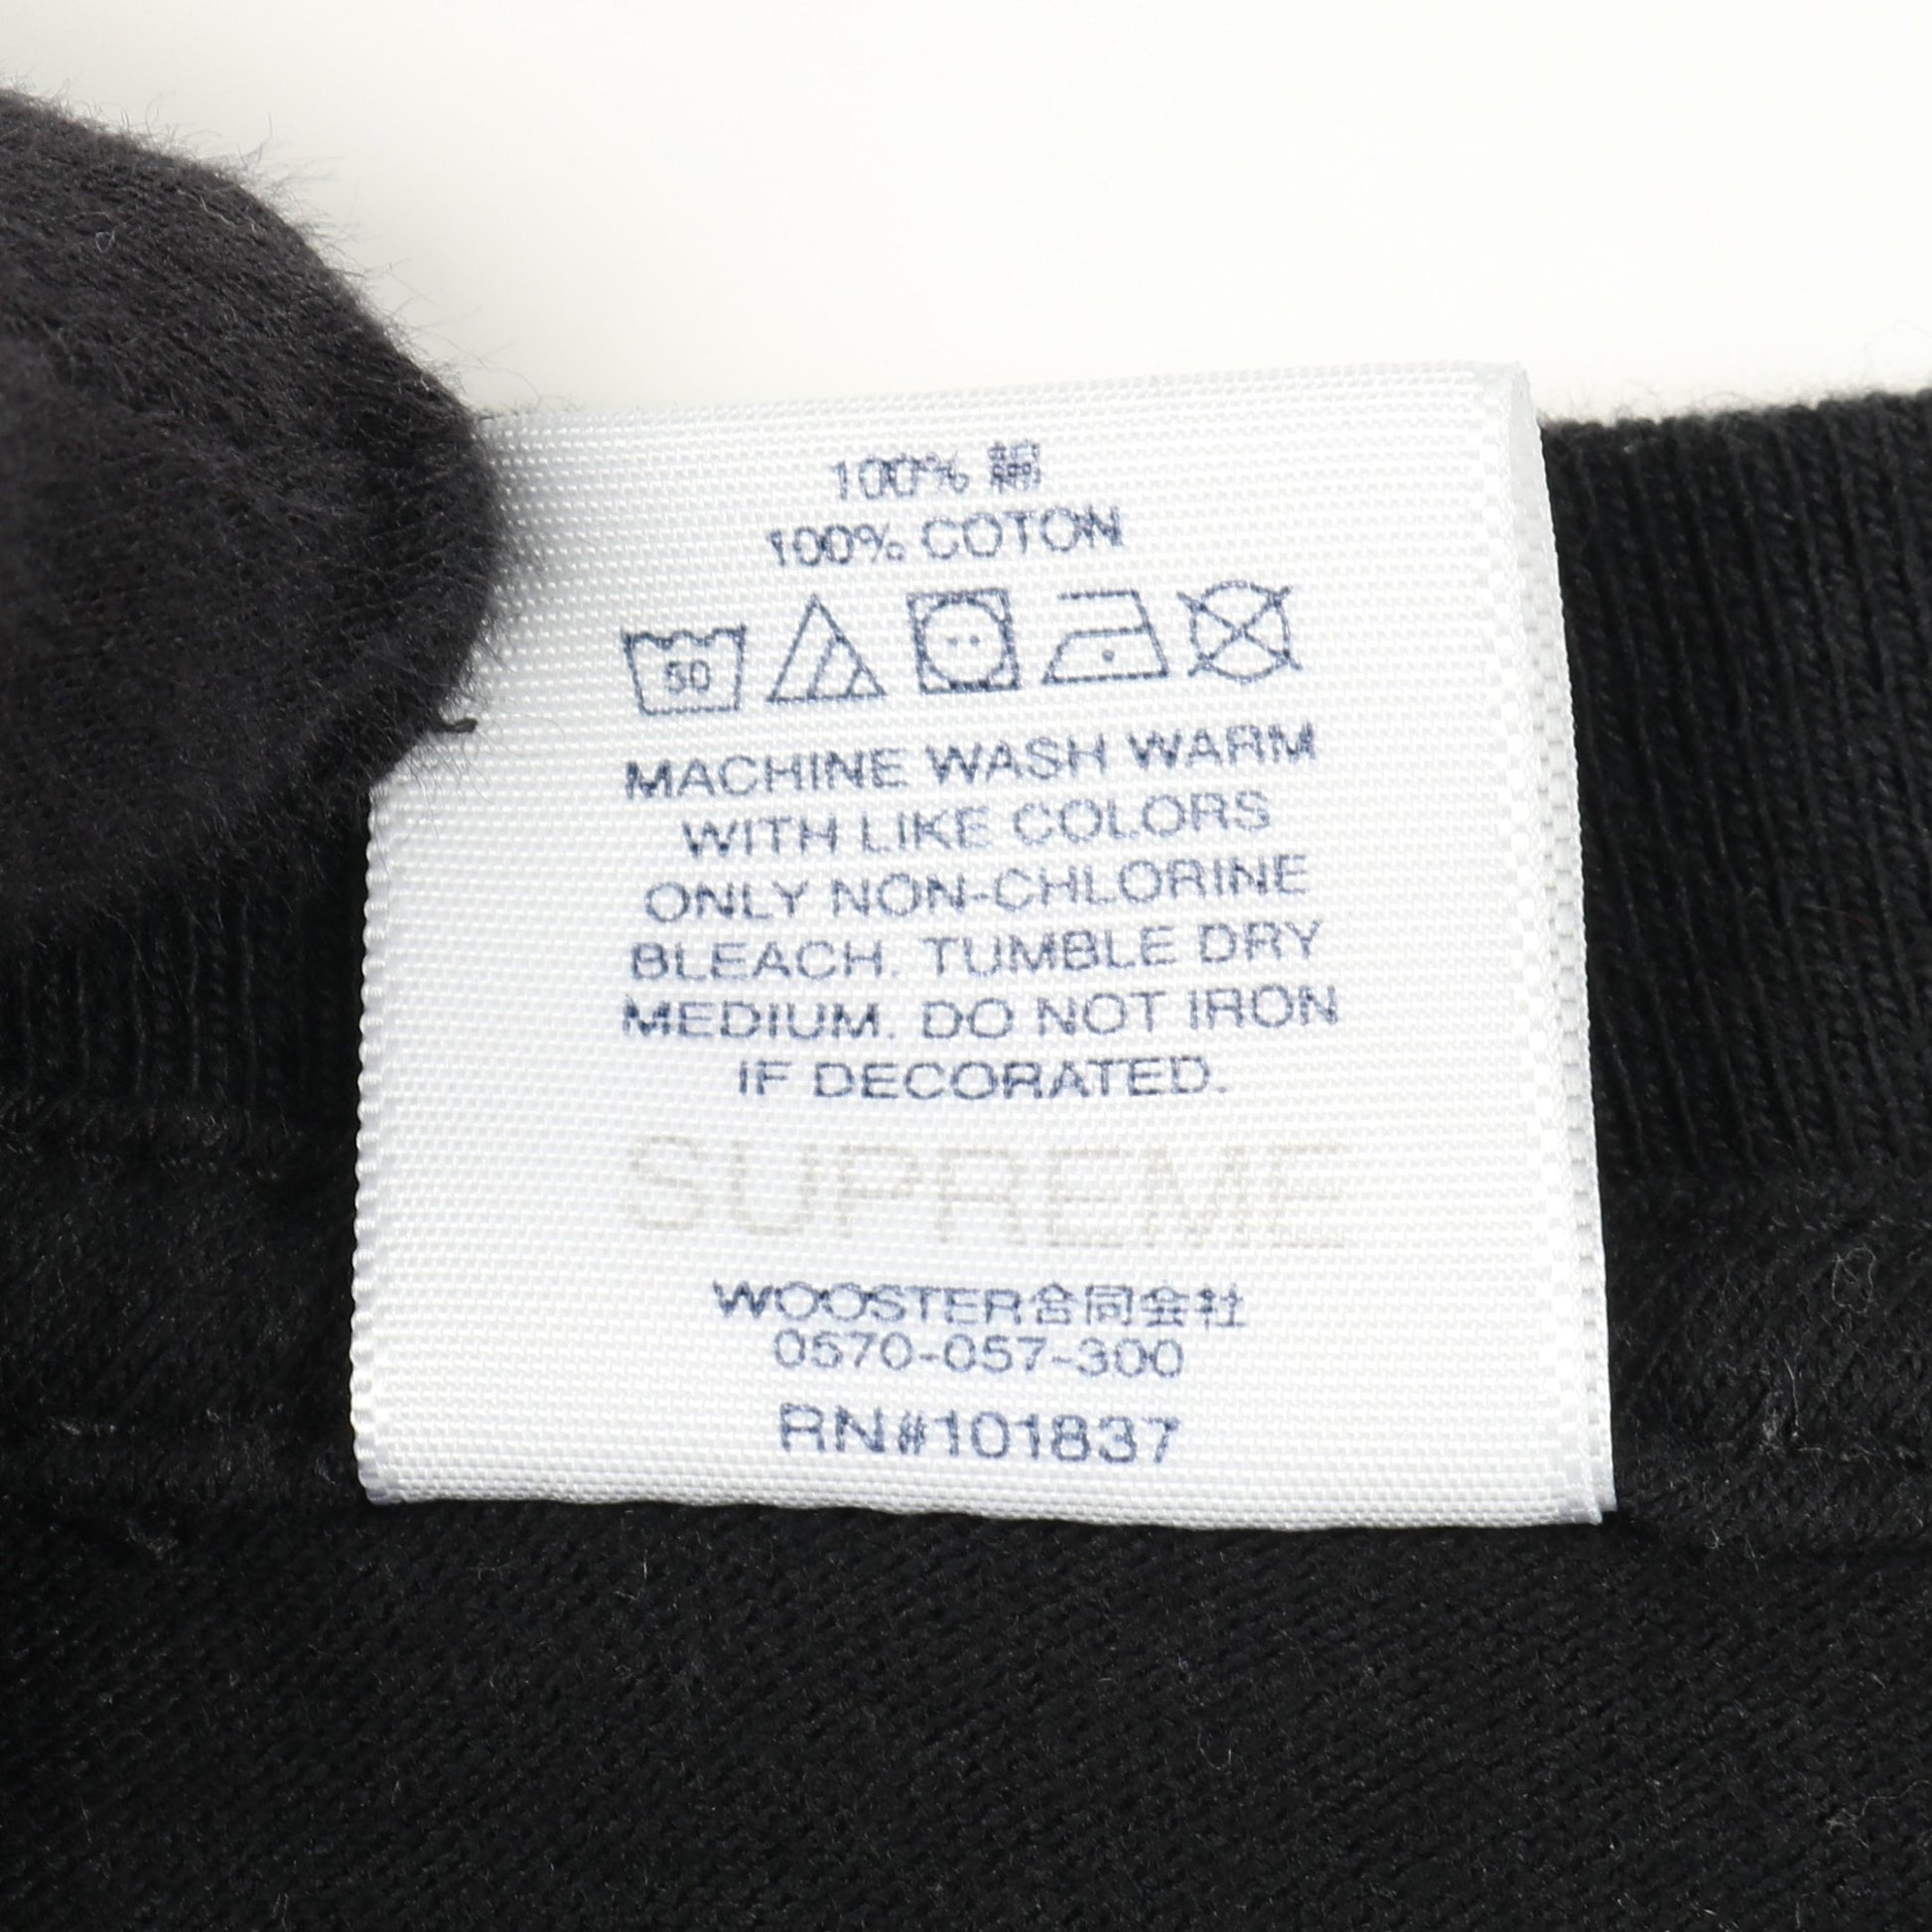 100% 綿
100% COTON
50
MACHINE WASH WARM
WITH LIKE COLORS
ONLY NON-CHLORINE
BLEACH. TUMBLE DRY
MEDIUM. DO NOT IRON
IF DECORATED.
SUPREME
WOOSTER合同会社
0570-057-300
RN#101837